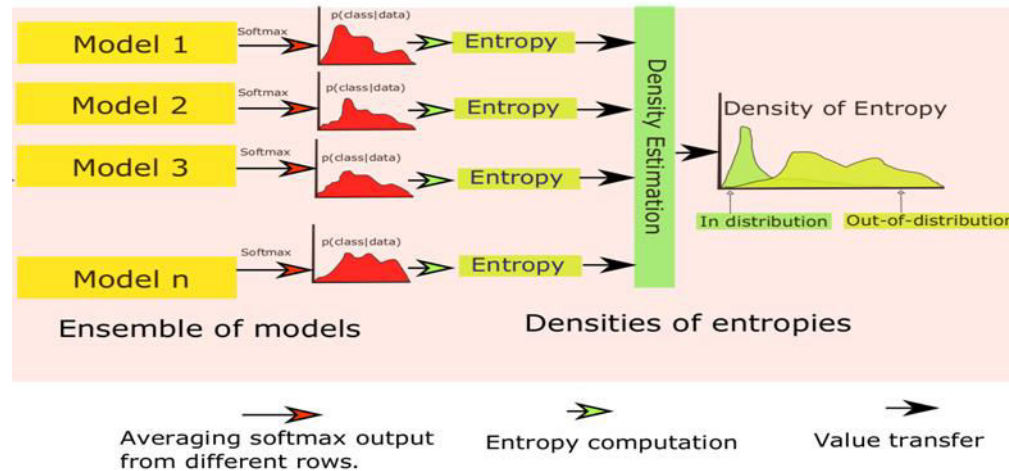 Model 1
Softmax
p(class|data)
Entropy
Model 2
Softmax
p(class|data)
Entropy
Model 3
Softmax
p(class|data)
Entropy
Model n
Softmax
p(class|data)
Entropy
Density Estimation
Density of Entropy
In distribution
Out-of-distribution
Ensemble of models
Densities of entropies
Averaging softmax output
from different rows.
Entropy computation
Value transfer